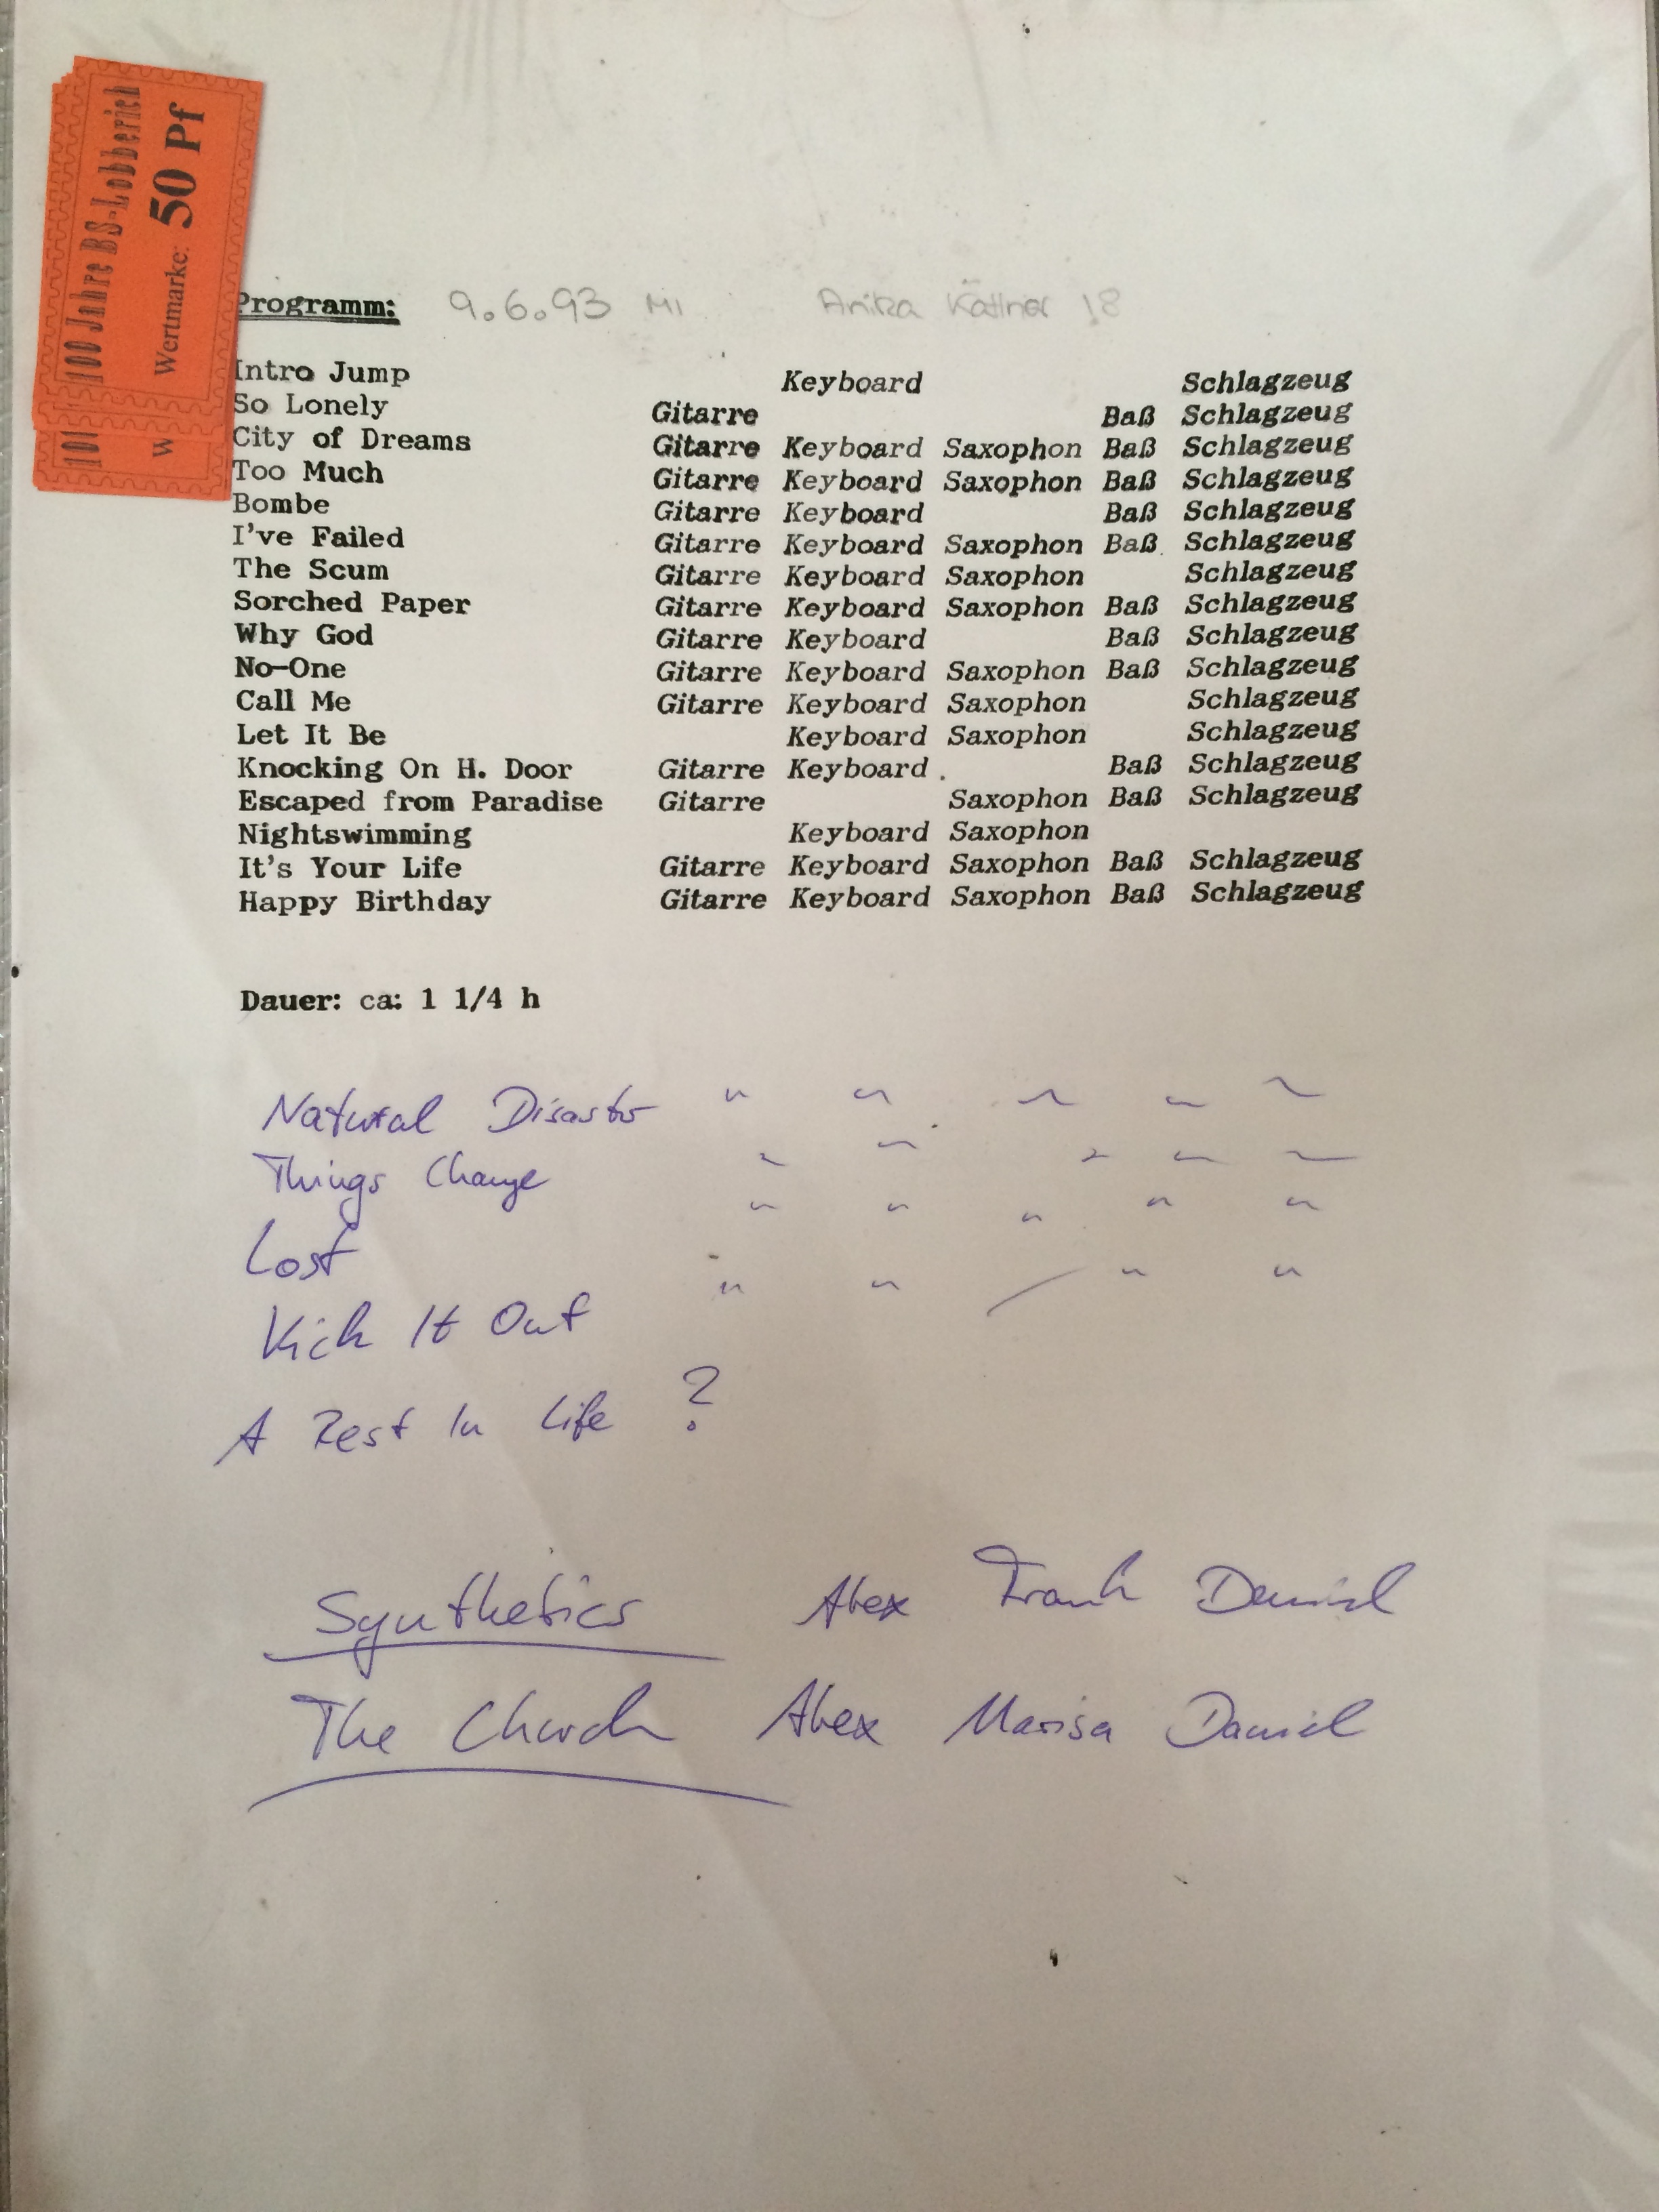 100 Jahre BS-Lobberich
Wertmarke: 50 Pf
101
W
Programm: 9.6.93 MI Anika Kättner 18
Intro Jump Keyboard Schlagzeug
So Lonely Gitarre Baß Schlagzeug
City of Dreams Gitarre Keyboard Saxophon Baß Schlagzeug
Too Much Gitarre Keyboard Saxophon Baß Schlagzeug
Bombe Gitarre Keyboard Baß Schlagzeug
I've Failed Gitarre Keyboard Saxophon Baß Schlagzeug
The Scum Gitarre Keyboard Saxophon Schlagzeug
Sorched Paper Gitarre Keyboard Saxophon Baß Schlagzeug
Why God Gitarre Keyboard Baß Schlagzeug
No-One Gitarre Keyboard Saxophon Baß Schlagzeug
Call Me Gitarre Keyboard Saxophon Schlagzeug
Let It Be Keyboard Saxophon Schlagzeug
Knocking On H. Door Gitarre Keyboard Baß Schlagzeug
Escaped from Paradise Gitarre Saxophon Baß Schlagzeug
Nightswimming Keyboard Saxophon
It's Your Life Gitarre Keyboard Saxophon Baß Schlagzeug
Happy Birthday Gitarre Keyboard Saxophon Baß Schlagzeug
Dauer: ca: 1 1/4 h
Natural Disaster " " " " "
Things Change " " " " "
Lost " " " " "
Kick It Out " " / " "
A Rest In Life ?
Synthetics Alex Frank Daniel
The Church Alex Marisa Daniel